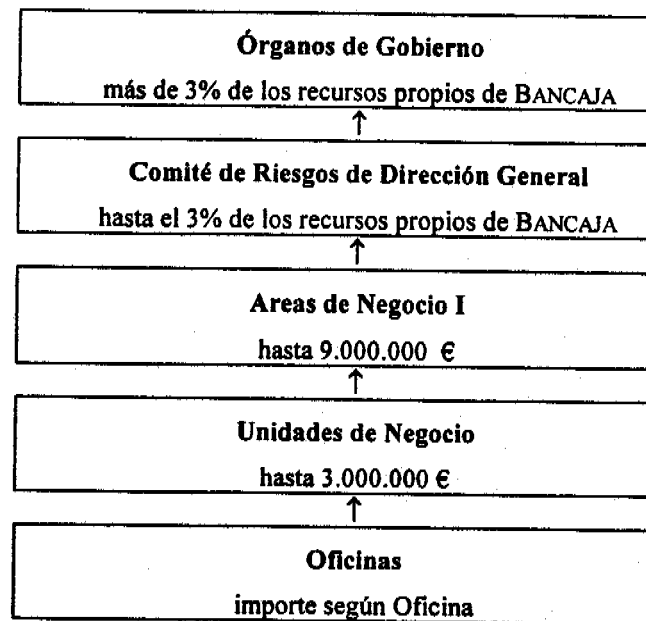 Órganos de Gobierno
más de 3% de los recursos propios de BANCAJA
↑
Comité de Riesgos de Dirección General
hasta el 3% de los recursos propios de BANCAJA
↑
Areas de Negocio I
hasta 9.000.000 €
↑
Unidades de Negocio
hasta 3.000.000 €
↑
Oficinas
importe según Oficina